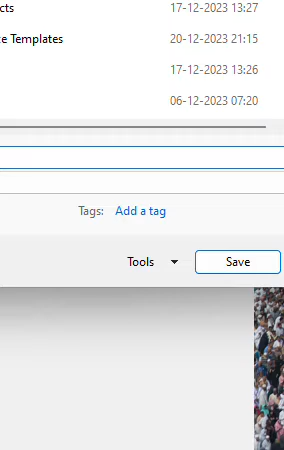 cts 17-12-2023 13:27
te Templates 20-12-2023 21:15
17-12-2023 13:26
06-12-2023 07:20
Tags: Add a tag
Tools Save